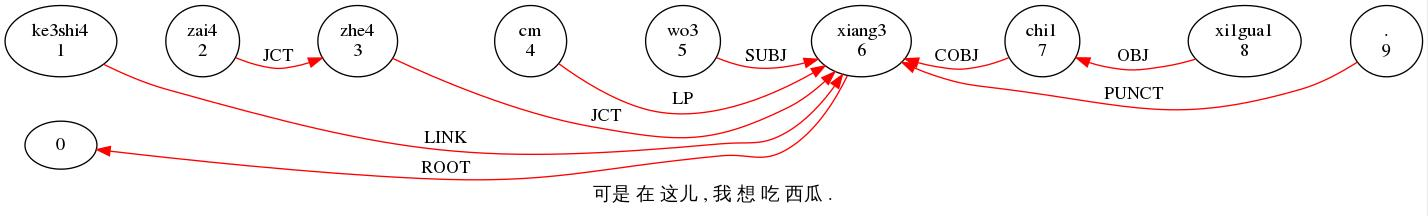 ke3shi4 zai4 zhe4 cm wo3 xiang3 chi1 xi1gua1 .
1 2 3 4 5 6 7 8 9
JCT SUBJ COBJ OBJ
LP PUNCT
JCT
LINK
0
ROOT
可是 在 这儿 , 我 想 吃 西瓜 .